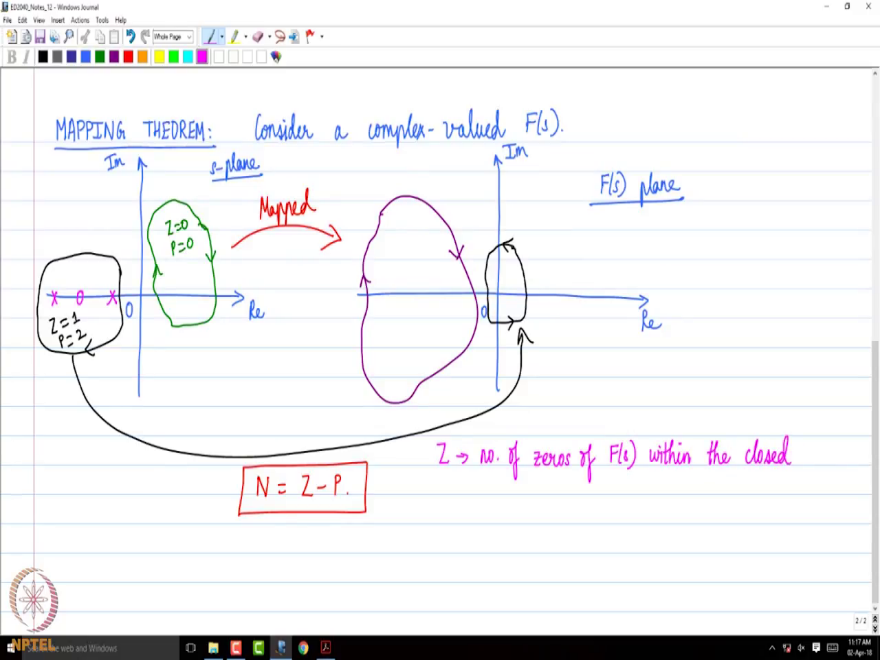 ED2040_Notes_12 - Windows Journal
File Edit View Insert Actions Tools Help
Whole Page
B I
MAPPING THEOREM: Consider a complex-valued F(s).
Im s-plane Im
F(s) plane
Mapped
Z=0
P=0
0 Re 0 Re
Z=1
P=2
Z → no. of zeros of F(s) within the closed
N = Z - P.
2 / 2
NPTEL
the web and Windows
11:17 AM
02-Apr-18